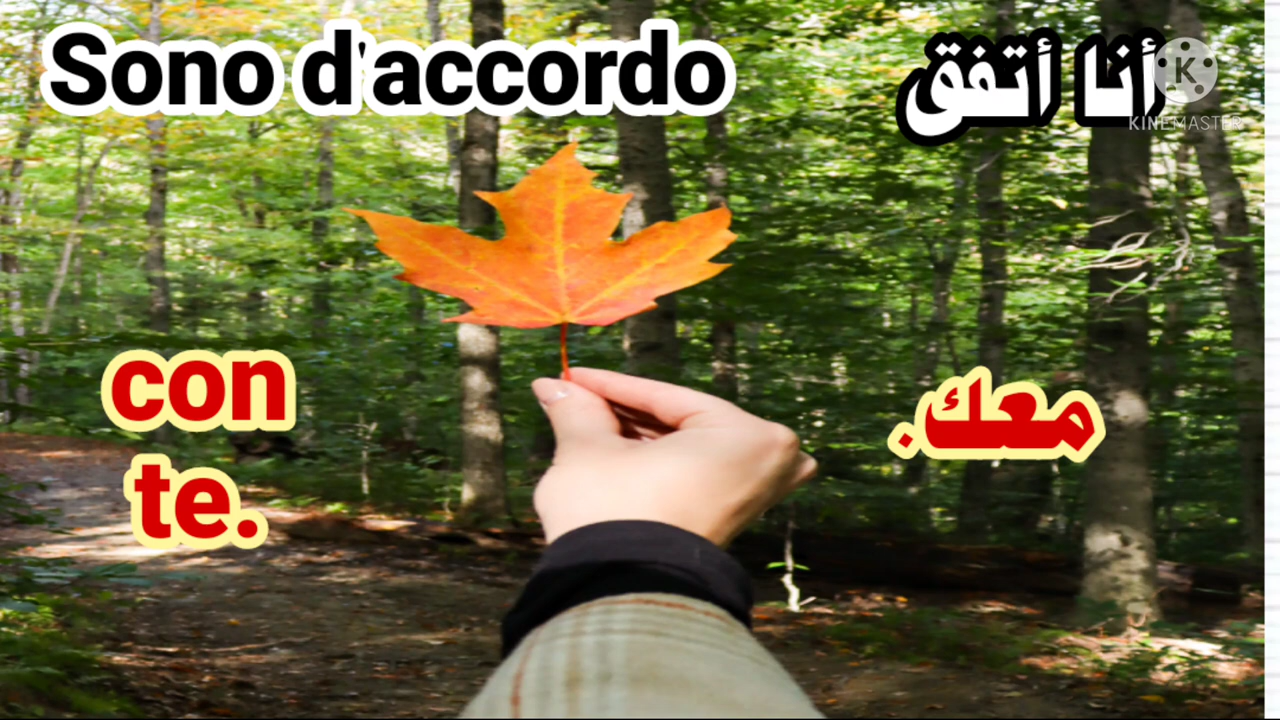 Sono d'accordo
أنا أتفق
K
KINEMASTER
con
te.
معك.